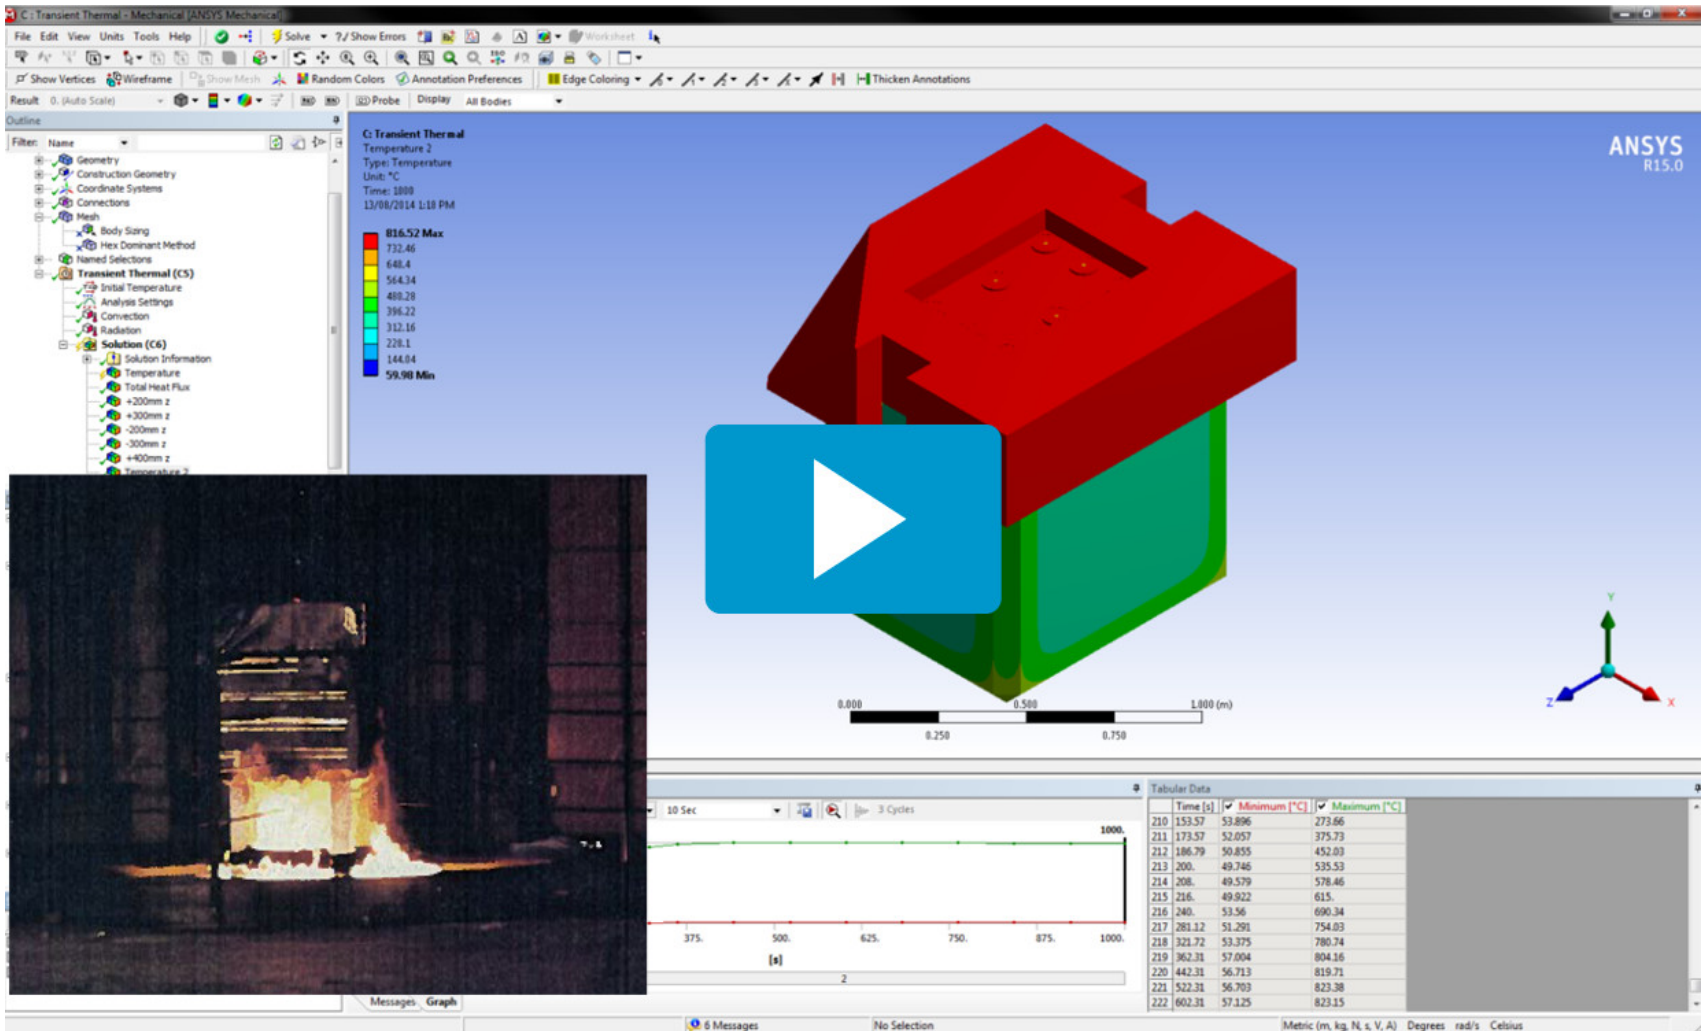 C : Transient Thermal - Mechanical [ANSYS Mechanical]
File Edit View Units Tools Help Solve ?/ Show Errors Worksheet
Show Vertices Wireframe Show Mesh Random Colors Annotation Preferences Edge Coloring Thicken Annotations
Result 0. (Auto Scale) Probe Display All Bodies
Outline
Filter: Name
Geometry
Construction Geometry
Coordinate Systems
Connections
Mesh
Body Sizing
Hex Dominant Method
Named Selections
Transient Thermal (C5)
Initial Temperature
Analysis Settings
Convection
Radiation
Solution (C6)
Solution Information
Temperature
Total Heat Flux
+200mm z
+300mm z
-200mm z
-300mm z
+400mm z
Temperature 2
C: Transient Thermal
Temperature 2
Type: Temperature
Unit: °C
Time: 1000
13/08/2014 1:18 PM
816.52 Max
732.46
648.4
564.34
480.28
396.22
312.16
228.1
144.04
59.98 Min
ANSYS
R15.0
0.000 0.500 1.000 (m)
0.250 0.750
Y
Z X
10 Sec 3 Cycles
1000.
375. 500. 625. 750. 875. 1000.
[s]
2
Messages Graph
Tabular Data
Time [s] Minimum [°C] Maximum [°C]
210 153.57 53.896 273.66
211 173.57 52.057 375.73
212 186.79 50.855 452.03
213 200. 49.746 535.53
214 208. 49.579 578.46
215 216. 49.922 615.
216 240. 53.56 690.34
217 281.12 51.291 754.03
218 321.72 53.375 780.74
219 362.31 57.004 804.16
220 442.31 56.713 819.71
221 522.31 56.703 823.38
222 602.31 57.125 823.15
6 Messages No Selection Metric (m, kg, N, s, V, A) Degrees rad/s Celsius